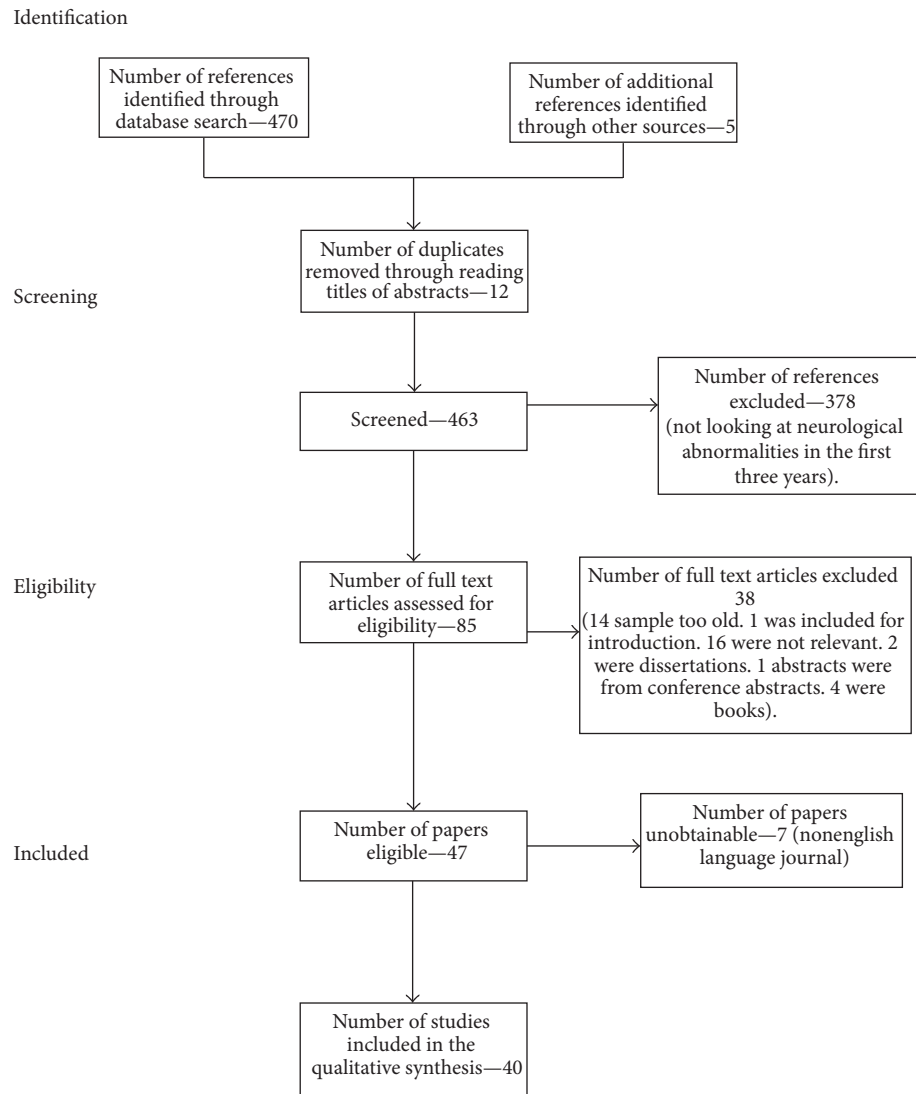 Identification
Number of references
identified through
database search—470
Number of additional
references identified
through other sources—5
Number of duplicates
removed through reading
titles of abstracts—12
Screening
Screened—463
Number of references
excluded—378
(not looking at neurological
abnormalities in the first
three years).
Eligibility
Number of full text
articles assessed for
eligibility—85
Number of full text articles excluded
38
(14 sample too old. 1 was included for
introduction. 16 were not relevant. 2
were dissertations. 1 abstracts were
from conference abstracts. 4 were
books).
Included
Number of papers
eligible—47
Number of papers
unobtainable—7 (nonenglish
language journal)
Number of studies
included in the
qualitative synthesis—40